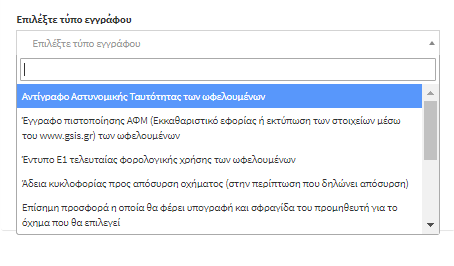 Επιλέξτε τύπο εγγράφου
Επιλέξτε τύπο εγγράφου
Αντίγραφο Αστυνομικής Ταυτότητας των ωφελουμένων
Έγγραφο πιστοποίησης ΑΦΜ (Εκκαθαριστικό εφορίας ή εκτύπωση των στοιχείων μέσω
του www.gsis.gr) των ωφελουμένων
Έντυπο Ε1 τελευταίας φορολογικής χρήσης των ωφελουμένων
Άδεια κυκλοφορίας προς απόσυρση οχήματος (στην περίπτωση που δηλώνει απόσυρση)
Επίσημη προσφορά η οποία θα φέρει υπογραφή και σφραγίδα του προμηθευτή για το
όχημα που θα επιλεγεί